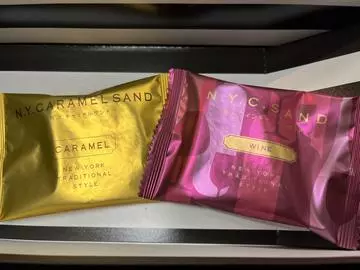 N.Y.CARAMEL SAND
CARAMEL
NEW YORK
TRADITIONAL
STYLE
N.Y.C.SAND
WINE
NEW YORK
TRADITIONAL